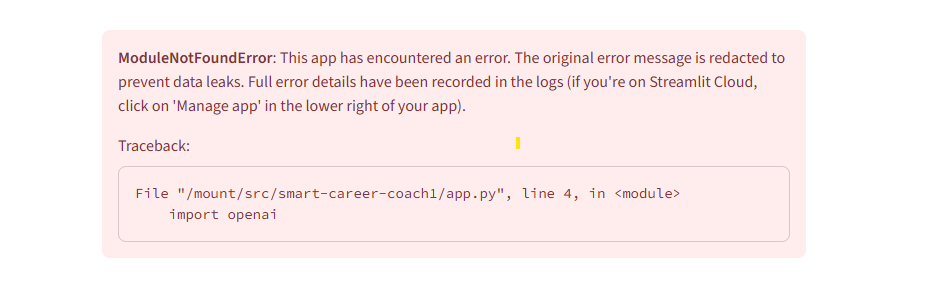 ModuleNotFoundError: This app has encountered an error. The original error message is redacted to
prevent data leaks. Full error details have been recorded in the logs (if you're on Streamlit Cloud,
click on 'Manage app' in the lower right of your app).
Traceback:
File "/mount/src/smart-career-coach1/app.py", line 4, in <module>
    import openai